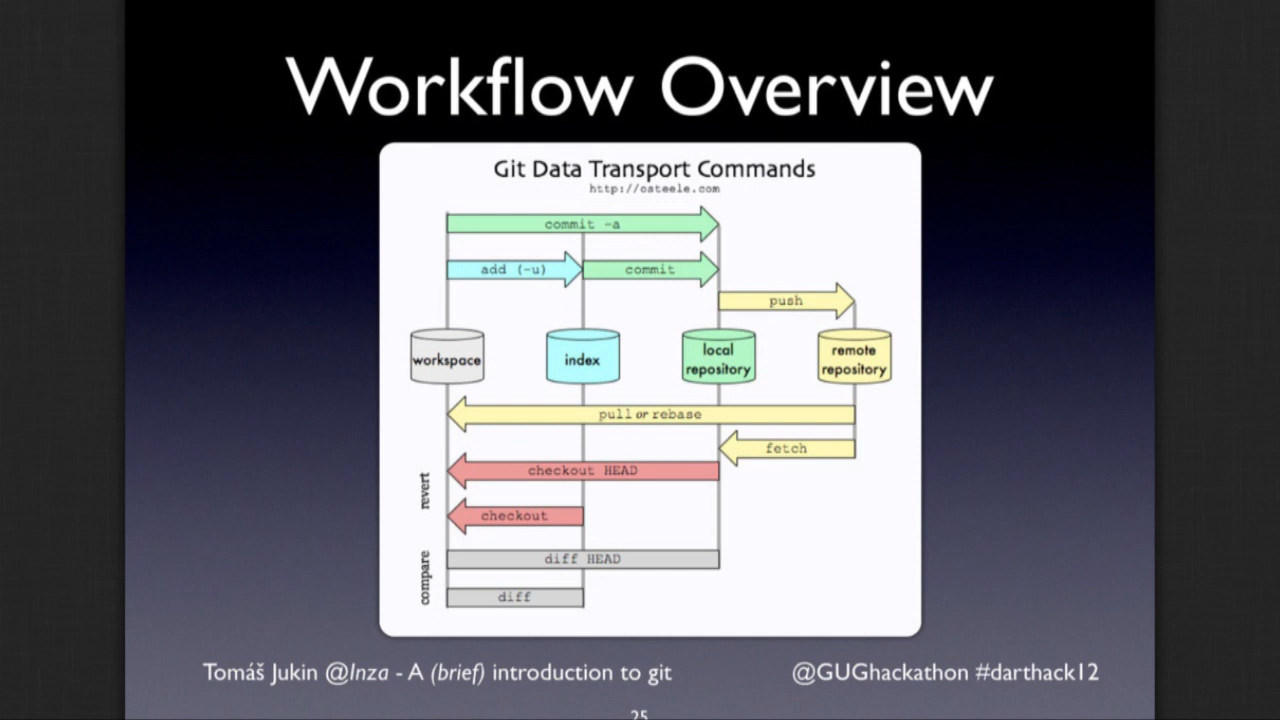 Workflow Overview
Git Data Transport Commands
http://osteele.com
commit -a
add (-u)
commit
push
workspace
index
local
repository
remote
repository
pull or rebase
fetch
revert
checkout HEAD
checkout
compare
diff HEAD
diff
Tomáš Jukin @Inza - A (brief) introduction to git
@GUGhackathon #darthack12
25